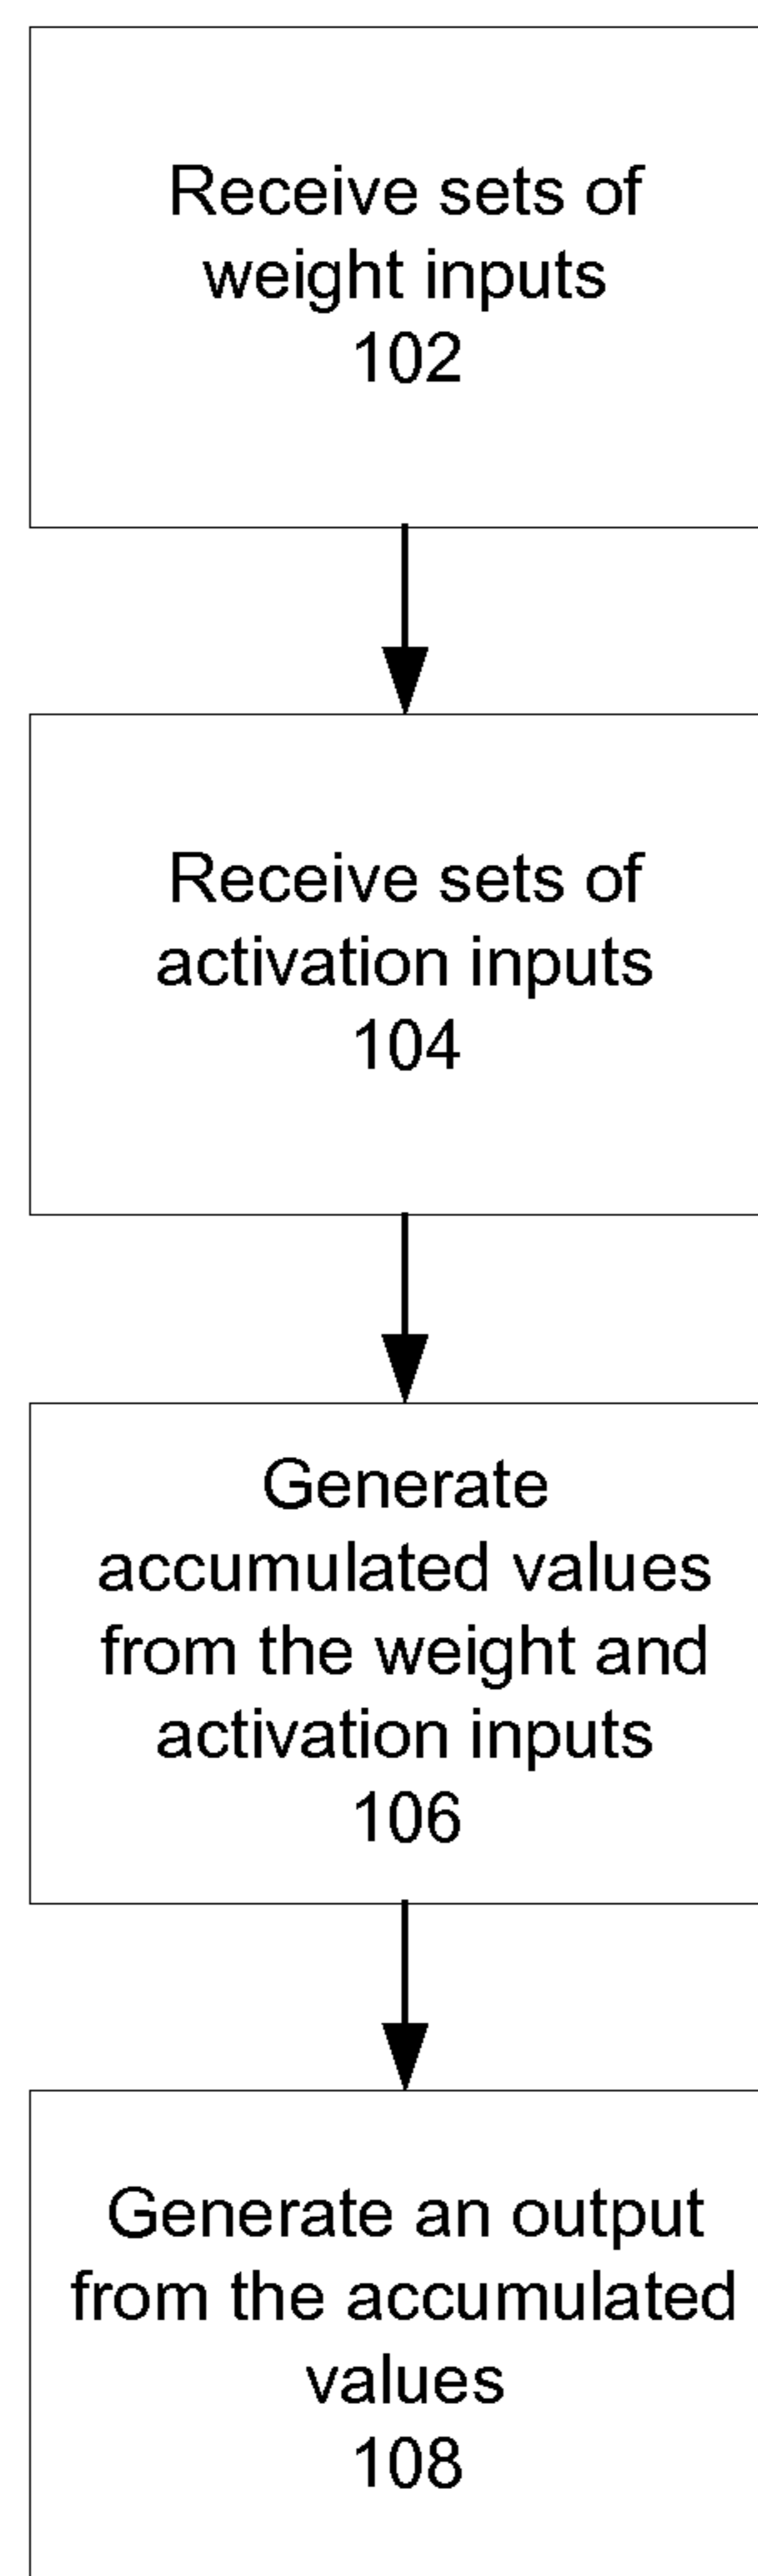 Receive sets of
weight inputs
102
Receive sets of
activation inputs
104
Generate
accumulated values
from the weight and
activation inputs
106
Generate an output
from the accumulated
values
108